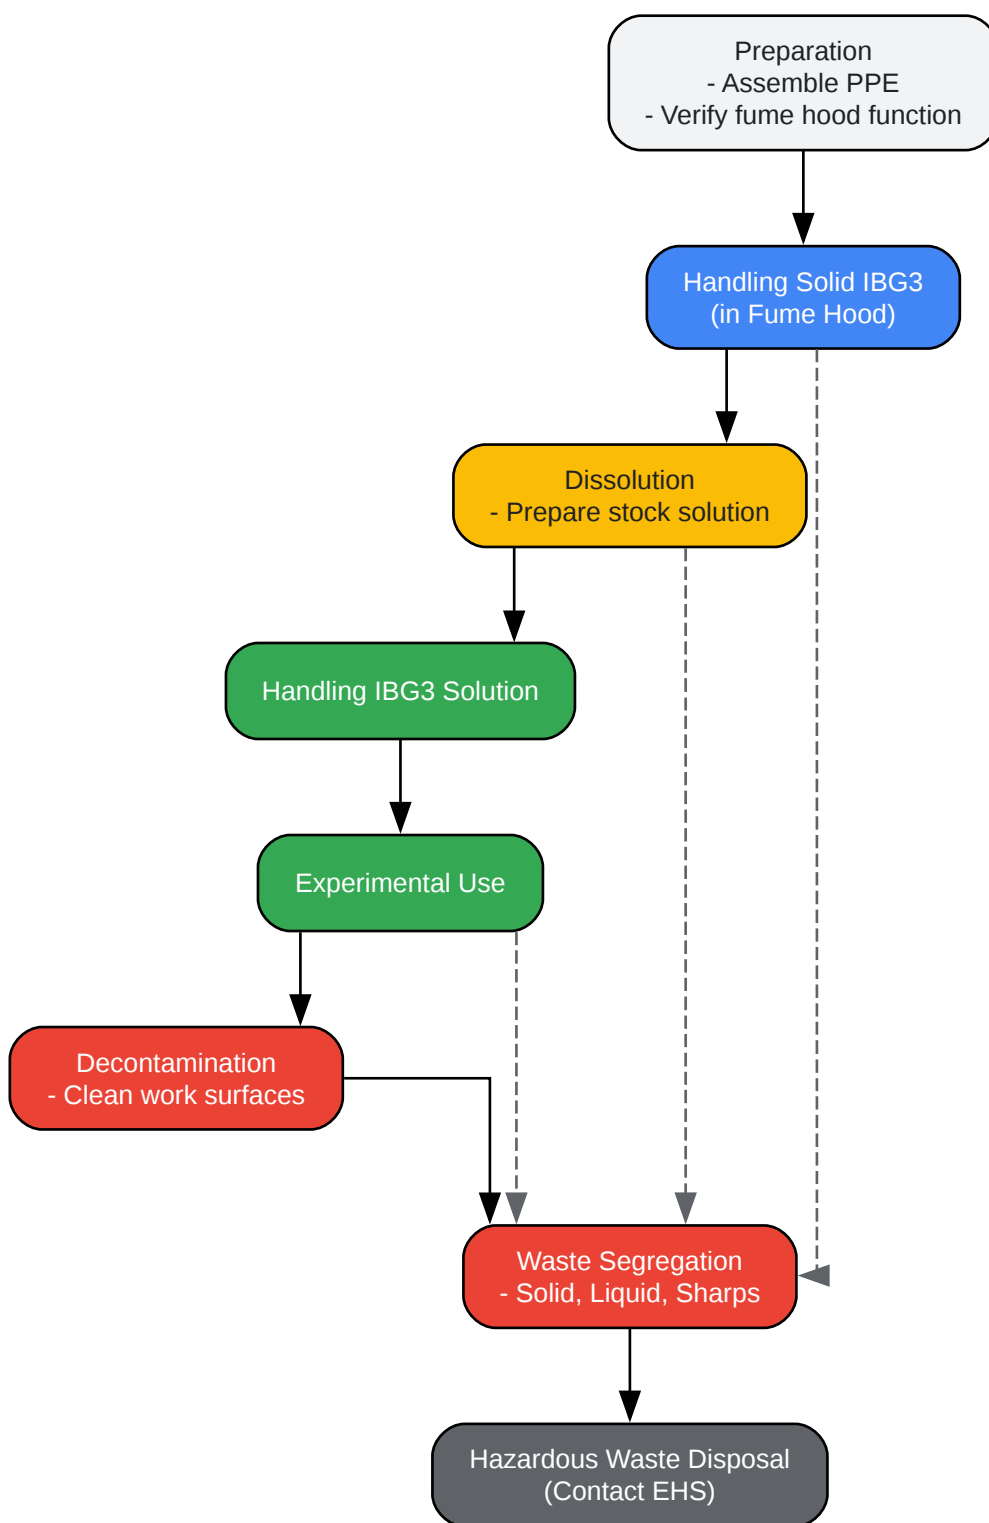 Preparation
- Assemble PPE
- Verify fume hood function
Handling Solid IBG3
(in Fume Hood)
Dissolution
- Prepare stock solution
Handling IBG3 Solution
Experimental Use
Decontamination
- Clean work surfaces
Waste Segregation
- Solid, Liquid, Sharps
Hazardous Waste Disposal
(Contact EHS)